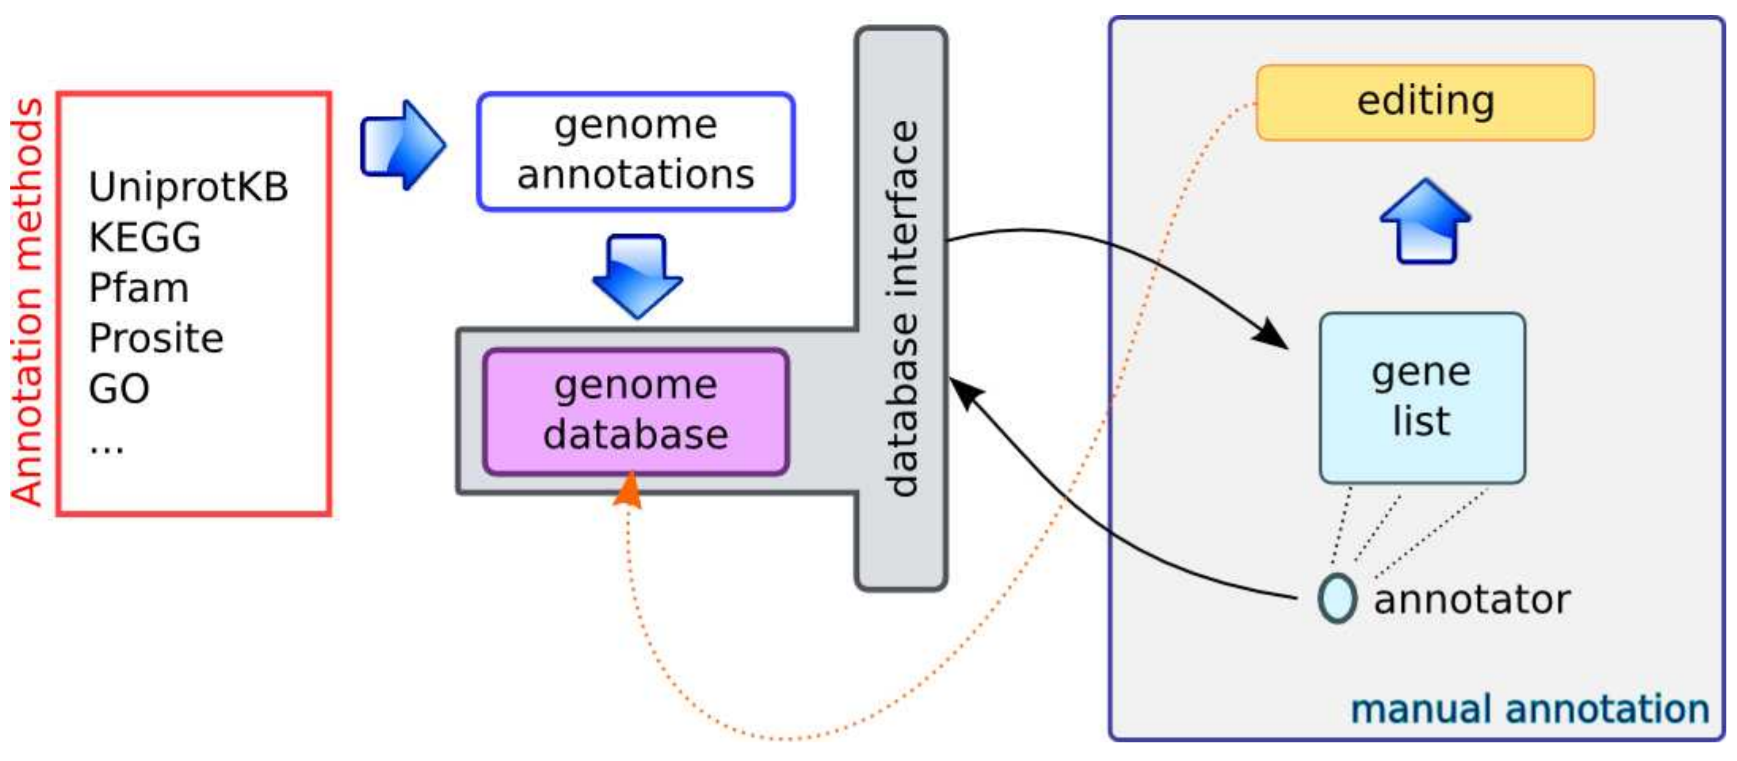 Annotation methods
UniprotKB
KEGG
Pfam
Prosite
GO
...
genome
annotations
genome
database
database interface
editing
gene
list
annotator
manual annotation